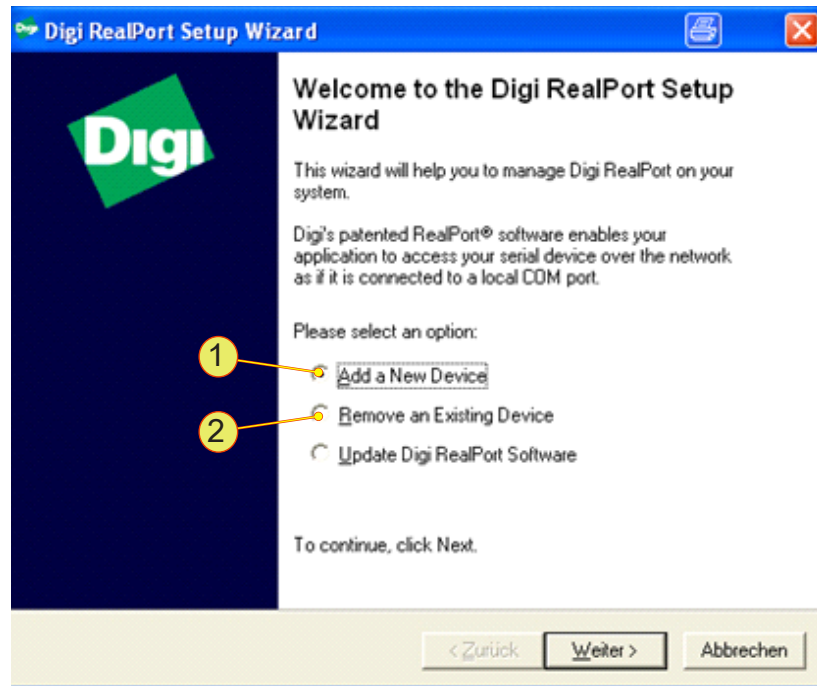 Digi RealPort Setup Wizard
Digi
Welcome to the Digi RealPort Setup
Wizard
This wizard will help you to manage Digi RealPort on your
system.
Digi's patented RealPort® software enables your
application to access your serial device over the network
as if it is connected to a local COM port.
Please select an option:
1
Add a New Device
2
Remove an Existing Device
Update Digi RealPort Software
To continue, click Next.
< Zurück
Weiter >
Abbrechen